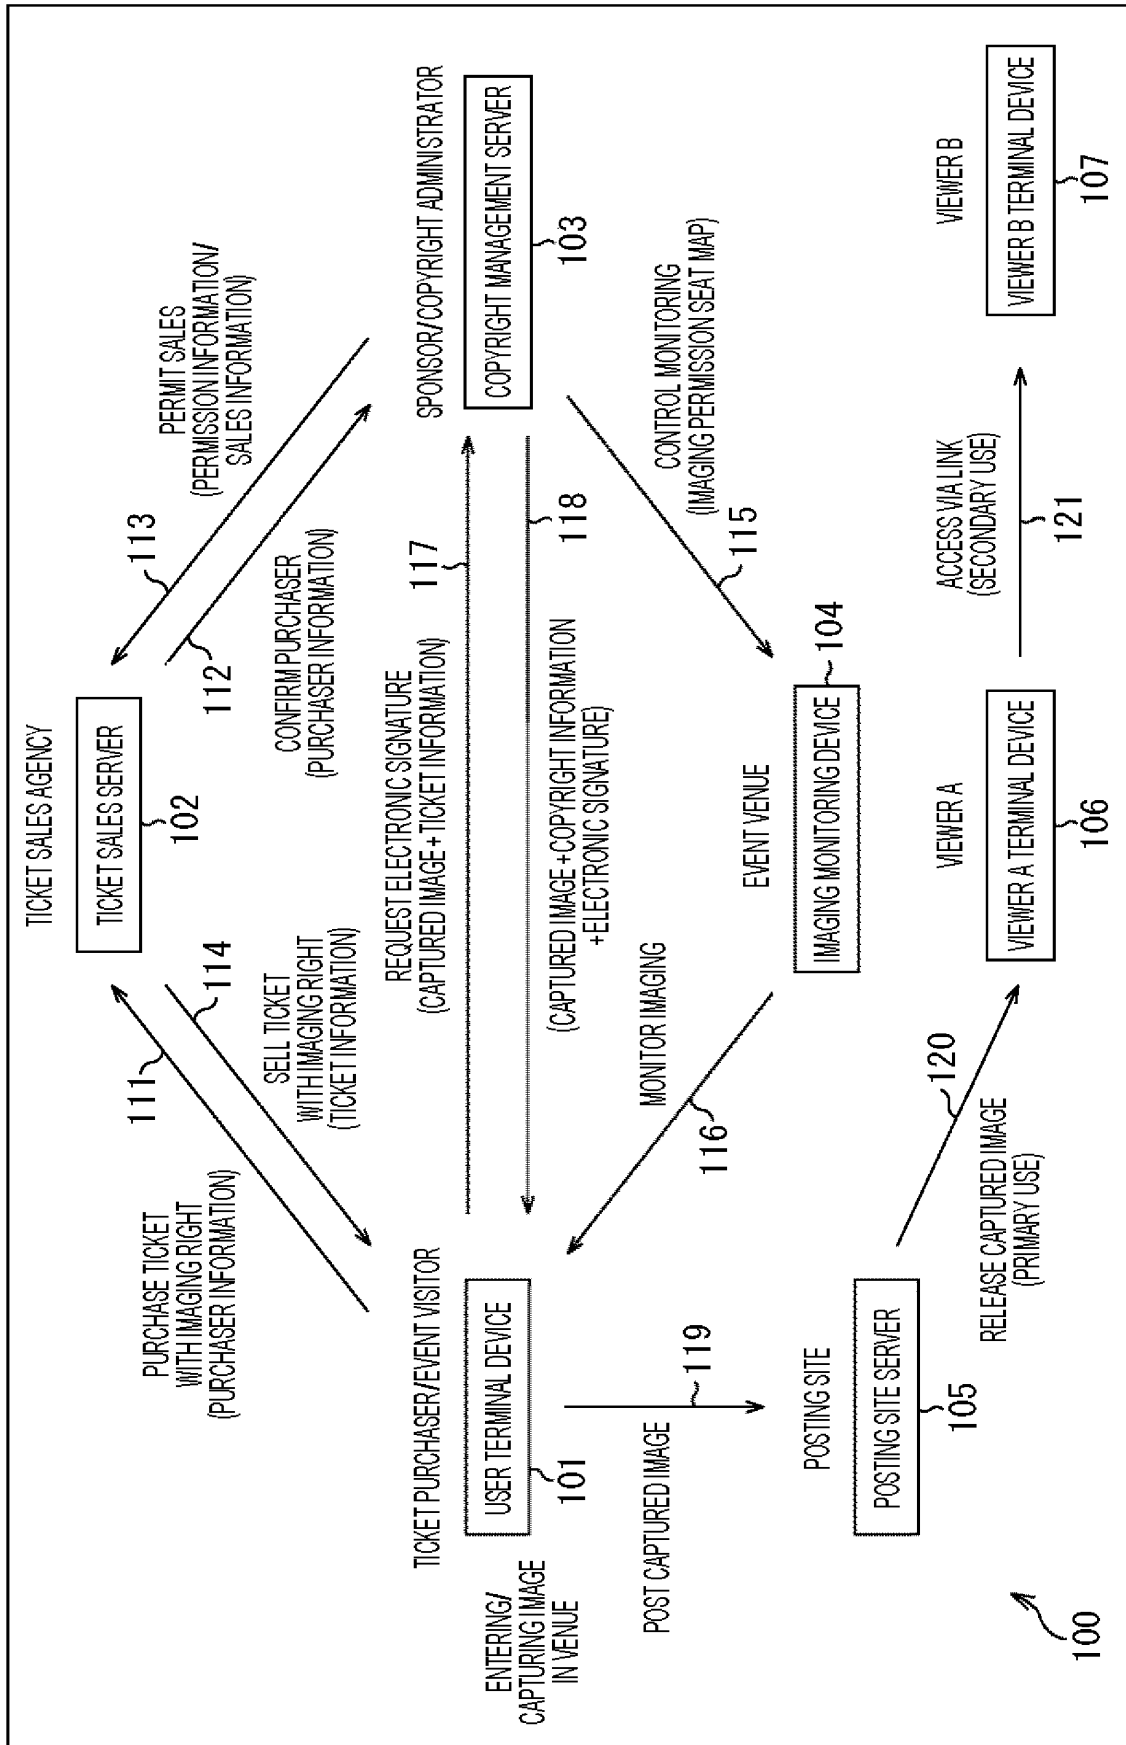 TICKET SALES AGENCY
TICKET SALES SERVER
102
PURCHASE TICKET
WITH IMAGING RIGHT
(PURCHASER INFORMATION)
111
114
SELL TICKET
WITH IMAGING RIGHT
(TICKET INFORMATION)
113
PERMIT SALES
(PERMISSION INFORMATION/
SALES INFORMATION)
112
CONFIRM PURCHASER
(PURCHASER INFORMATION)
TICKET PURCHASER/EVENT VISITOR
USER TERMINAL DEVICE
101
ENTERING/
CAPTURING IMAGE
IN VENUE
REQUEST ELECTRONIC SIGNATURE
(CAPTURED IMAGE+TICKET INFORMATION)
117
118
(CAPTURED IMAGE+COPYRIGHT INFORMATION
+ELECTRONIC SIGNATURE)
SPONSOR/COPYRIGHT ADMINISTRATOR
COPYRIGHT MANAGEMENT SERVER
103
POST CAPTURED IMAGE
119
MONITOR IMAGING
116
EVENT VENUE
IMAGING MONITORING DEVICE
104
115
CONTROL MONITORING
(IMAGING PERMISSION SEAT MAP)
POSTING SITE
POSTING SITE SERVER
105
120
RELEASE CAPTURED IMAGE
(PRIMARY USE)
VIEWER A
VIEWER A TERMINAL DEVICE
106
ACCESS VIA LINK
(SECONDARY USE)
121
VIEWER B
VIEWER B TERMINAL DEVICE
107
100